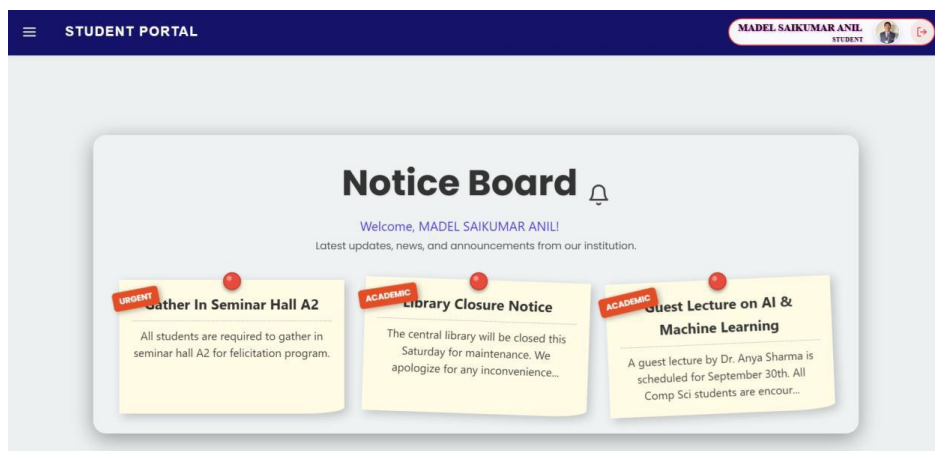 STUDENT PORTAL
MADEL SAIKUMAR ANIL
STUDENT
Notice Board
Welcome, MADEL SAIKUMAR ANIL!
Latest updates, news, and announcements from our institution.
URGENT
Gather In Seminar Hall A2
All students are required to gather in
seminar hall A2 for felicitation program.
ACADEMIC
Library Closure Notice
The central library will be closed this
Saturday for maintenance. We
apologize for any inconvenience...
ACADEMIC
Guest Lecture on AI &
Machine Learning
A guest lecture by Dr. Anya Sharma is
scheduled for September 30th. All
Comp Sci students are encour...